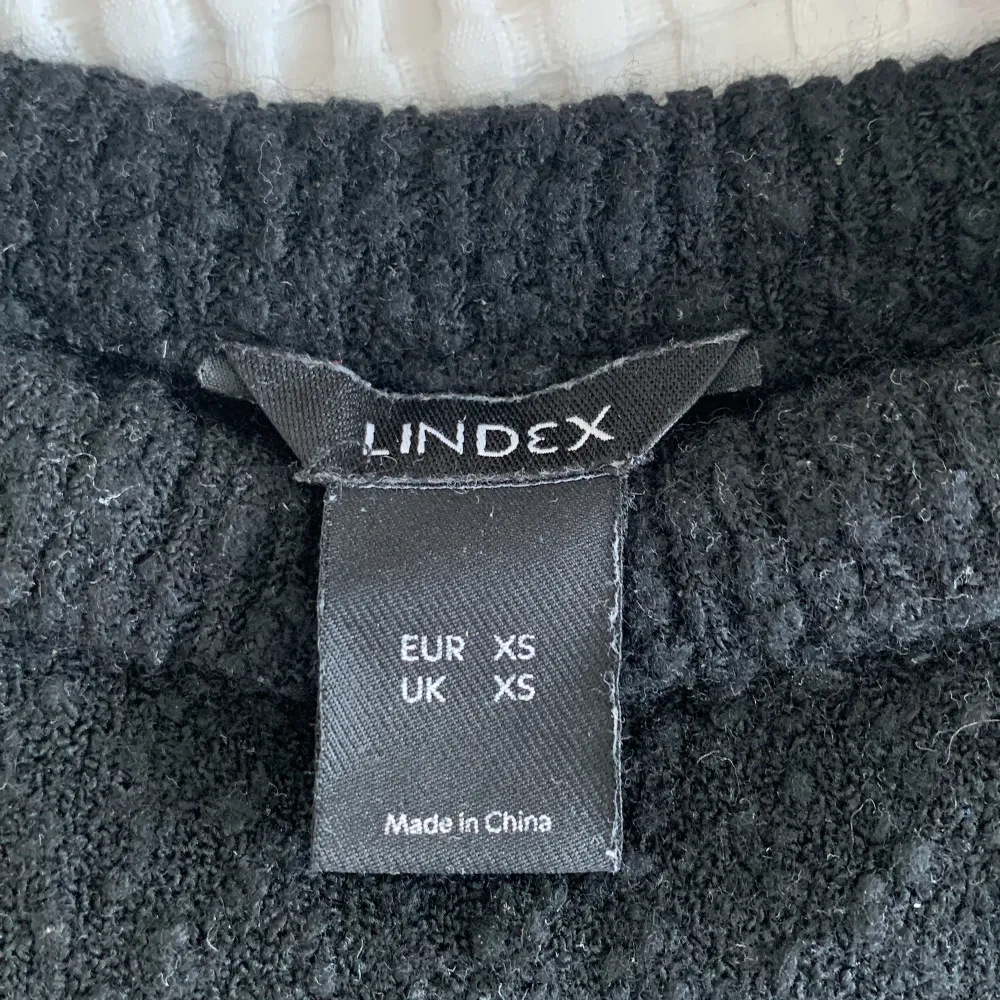 LINDEX
EUR XS
UK XS
Made in China